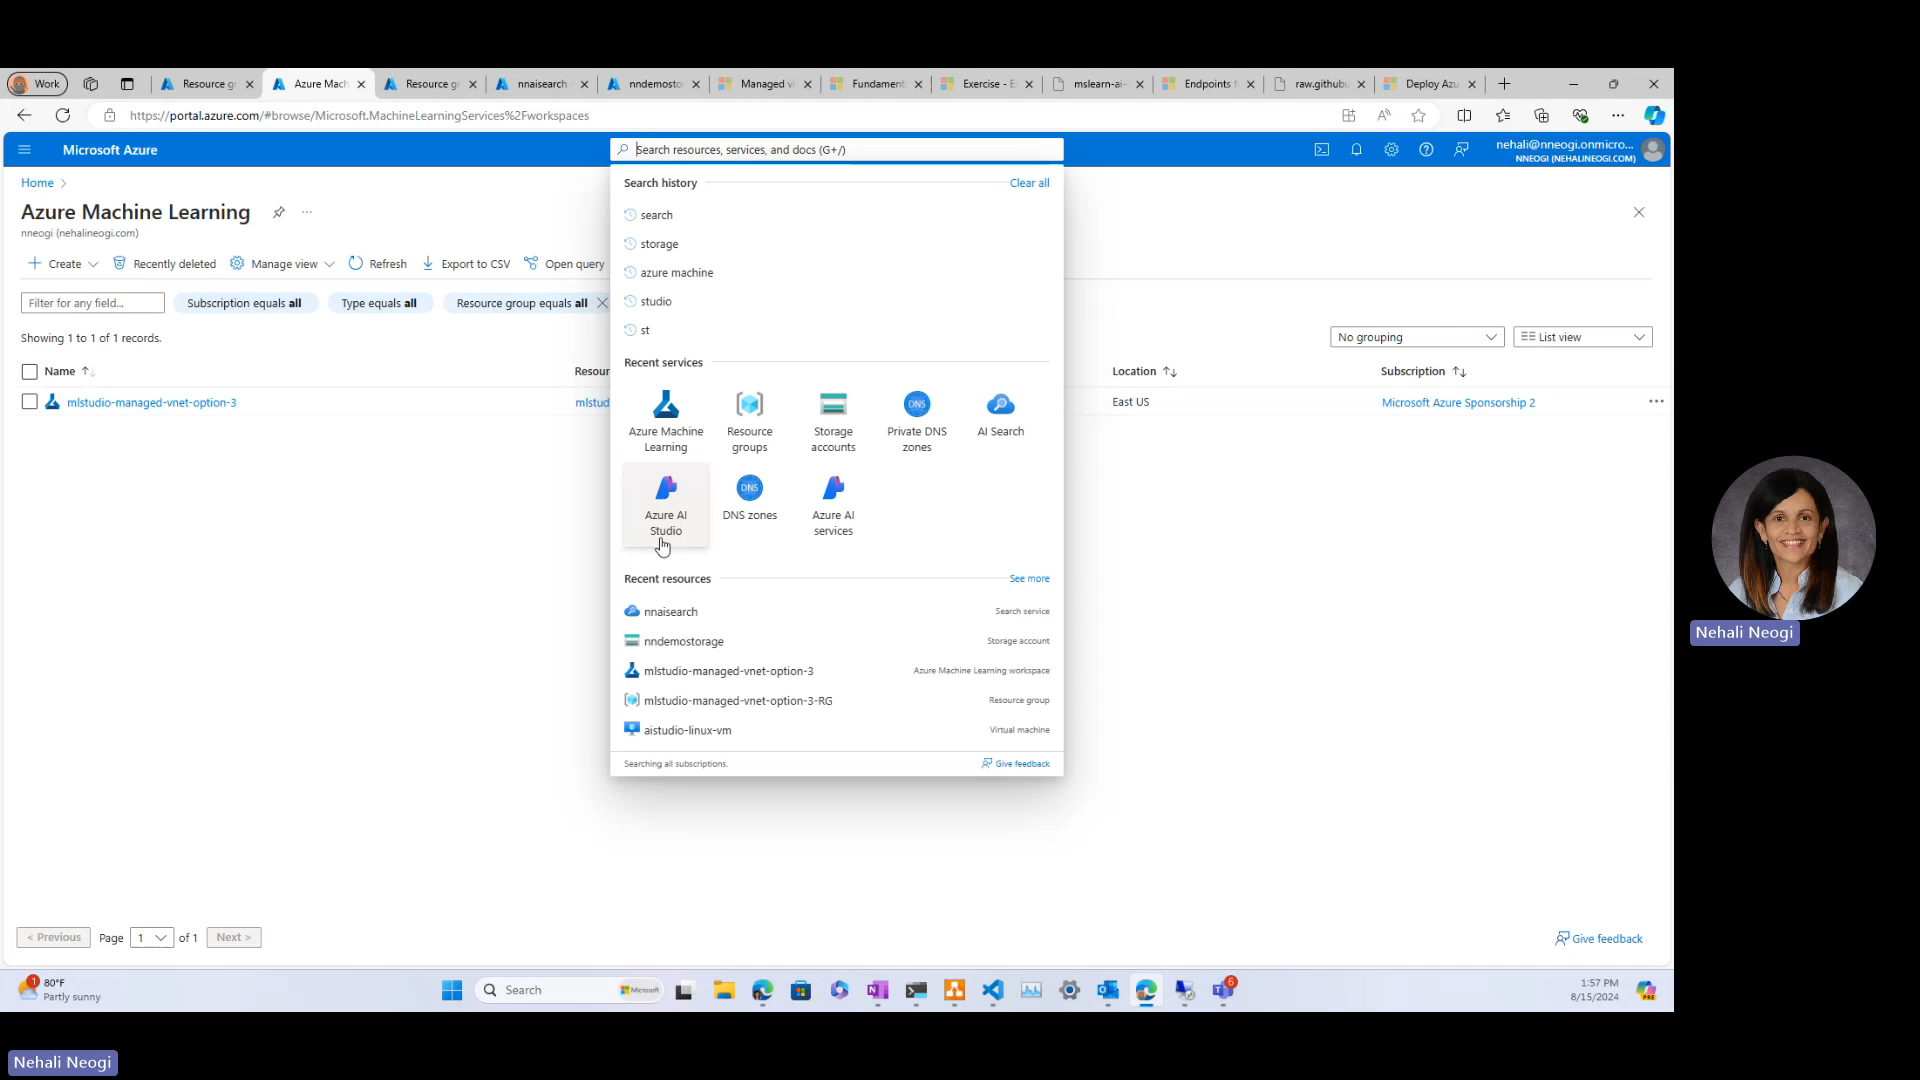 Work
Resource g
Azure Mach
Resource g
nnaisearch -
nndemosto
Managed vi
Fundament
Exercise - E
mslearn-ai-
Endpoints f
raw.githubu
Deploy Azu
https://portal.azure.com/#browse/Microsoft.MachineLearningServices%2Fworkspaces
Microsoft Azure
Search resources, services, and docs (G+/)
nehali@nneogi.onmicro...
NNEOGI (NEHALINEOGI.COM)
Home
Azure Machine Learning
nneogi (nehalineogi.com)
Create
Recently deleted
Manage view
Refresh
Export to CSV
Open query
Filter for any field...
Subscription equals all
Type equals all
Resource group equals all
Showing 1 to 1 of 1 records.
No grouping
List view
Name
Resour
Location
Subscription
mlstudio-managed-vnet-option-3
mlstud
East US
Microsoft Azure Sponsorship 2
Search history
Clear all
search
storage
azure machine
studio
st
Recent services
Azure Machine Learning
Resource groups
Storage accounts
DNS
Private DNS zones
AI Search
Azure AI Studio
DNS
DNS zones
Azure AI services
Recent resources
See more
nnaisearch
Search service
nndemostorage
Storage account
mlstudio-managed-vnet-option-3
Azure Machine Learning workspace
mlstudio-managed-vnet-option-3-RG
Resource group
aistudio-linux-vm
Virtual machine
Searching all subscriptions.
Give feedback
< Previous
Page
1
of 1
Next >
Give feedback
1
80°F
Partly sunny
Search
Microsoft
6
1:57 PM
8/15/2024
PRE
Nehali Neogi
Nehali Neogi